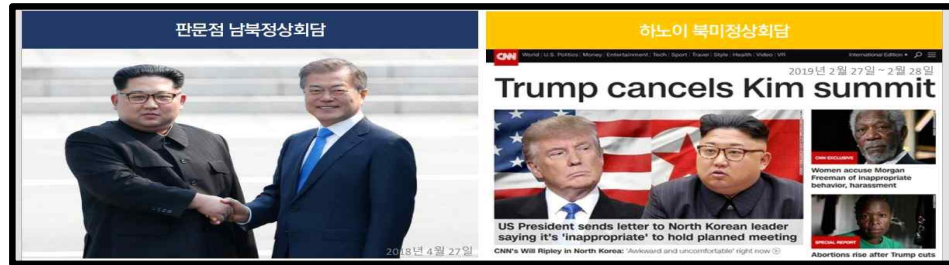 판문점 남북정상회담
2018년 4월 27일
하노이 북미정상회담
CNN World U.S. Politics Money Entertainment Tech Sport Travel Style Health Video VR International Edition
2019년 2월 27일 ~ 2월 28일
Trump cancels Kim summit
US President sends letter to North Korean leader
saying it's 'inappropriate' to hold planned meeting
CNN's Will Ripley in North Korea: 'Awkward and uncomfortable' right now
CNN EXCLUSIVE
Women accuse Morgan
Freeman of inappropriate
behavior, harassment
SPECIAL REPORT
Abortions rise after Trump cuts